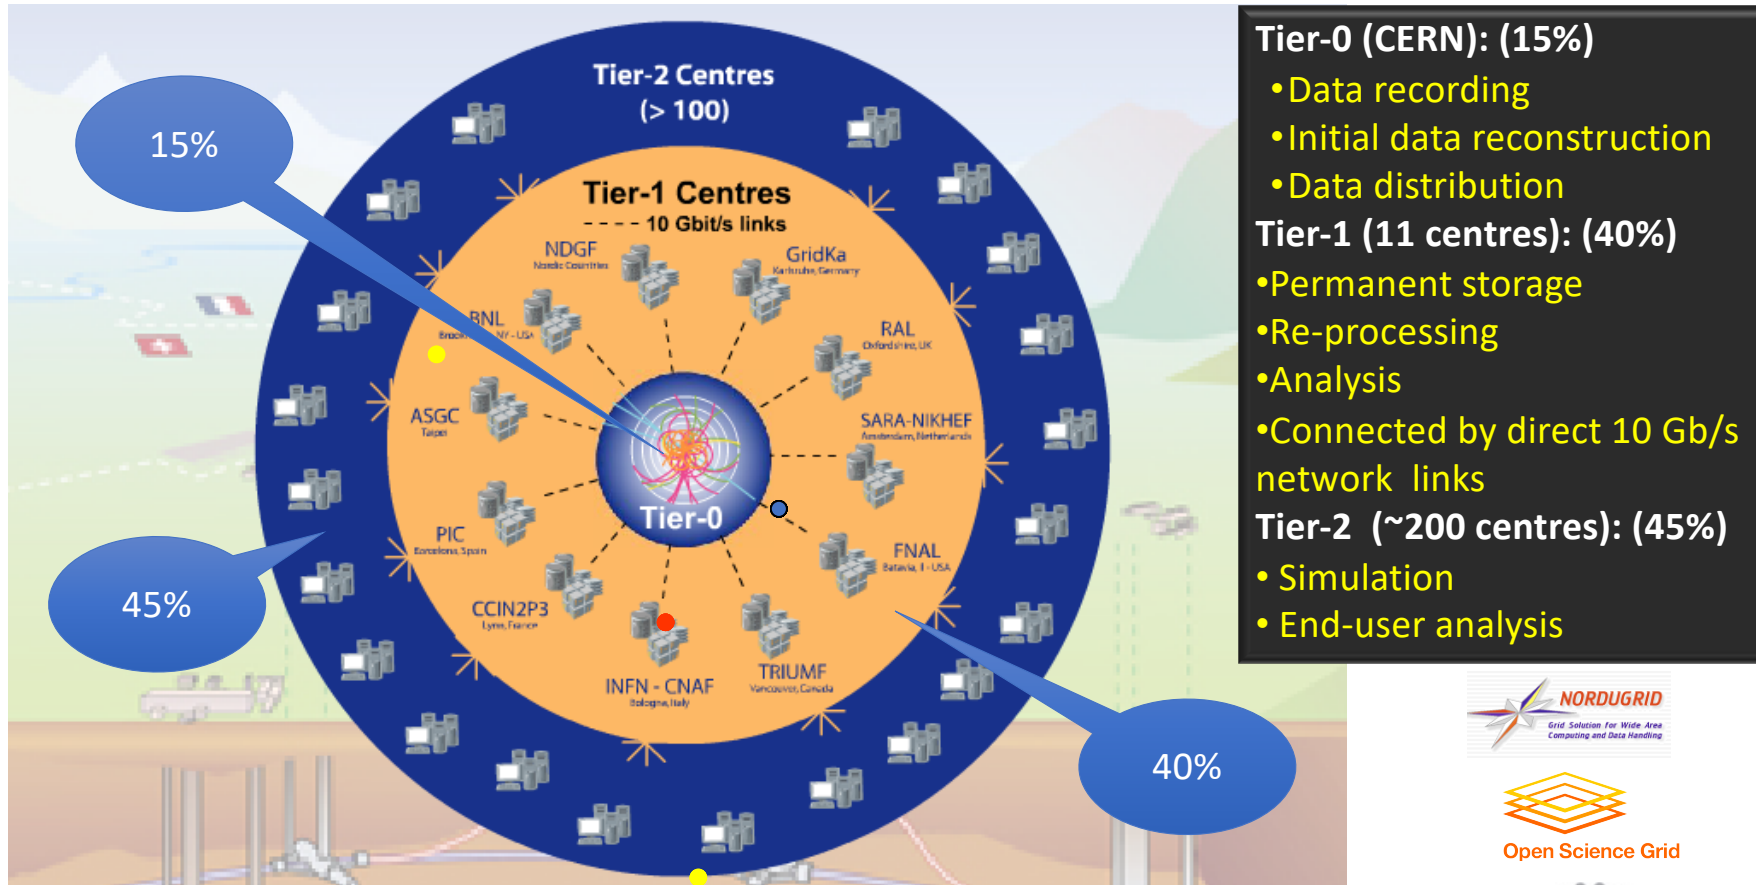 Tier-2 Centres
(> 100)
15%
Tier-1 Centres
---- 10 Gbit/s links
NDGF
Nordic Countries
GridKa
Karlsruhe, Germany
BNL
NY - USA
RAL
Oxfordshire, UK
ASGC
Taipei
SARA-NIKHEF
Amsterdam, Netherlands
Tier-0
PIC
Barcelona, Spain
FNAL
Batavia, Il - USA
45%
CCIN2P3
Lyon, France
INFN - CNAF
Bologna, Italy
TRIUMF
Vancouver, Canada
40%
Tier-0 (CERN): (15%)
•Data recording
•Initial data reconstruction
•Data distribution
Tier-1 (11 centres): (40%)
•Permanent storage
•Re-processing
•Analysis
•Connected by direct 10 Gb/s
network links
Tier-2 (~200 centres): (45%)
• Simulation
• End-user analysis
NORDUGRID
Grid Solution for Wide Area
Computing and Data Handling
Open Science Grid